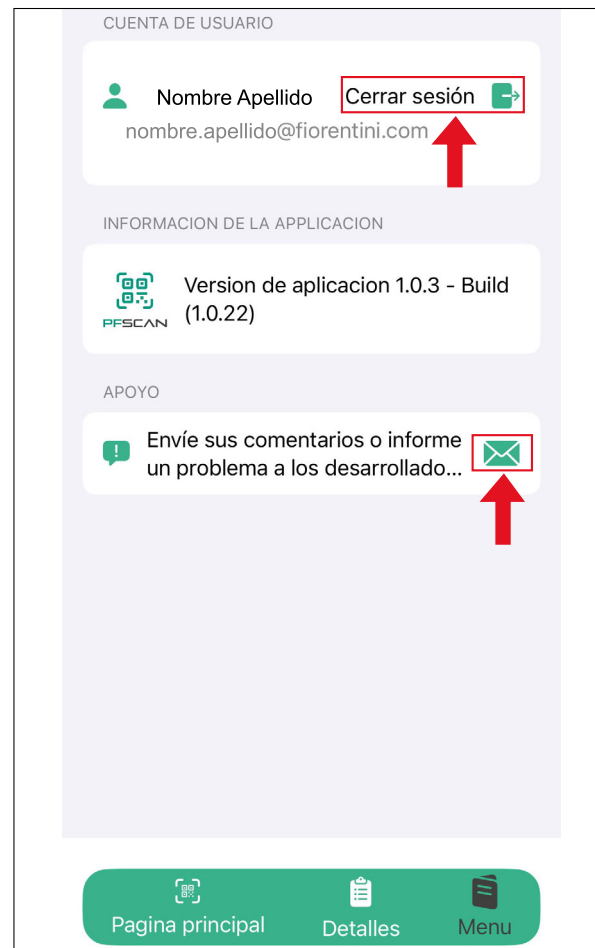 CUENTA DE USUARIO
Nombre Apellido Cerrar sesión
nombre.apellido@fiorentini.com
INFORMACION DE LA APPLICACION
Version de aplicacion 1.0.3 - Build
(1.0.22)
PFSCAN
APOYO
Envíe sus comentarios o informe
un problema a los desarrollado...
Pagina principal Detalles Menu